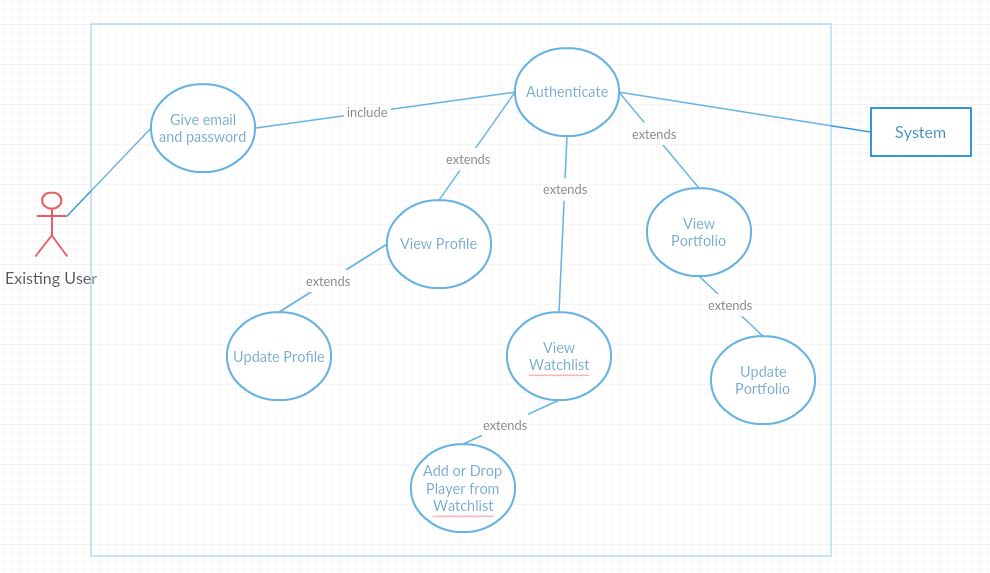 Authenticate
Give email
and password
include
System
extends
extends
extends
View
Portfolio
View Profile
Existing User
extends
extends
Update Profile
View
Watchlist
Update
Portfolio
extends
Add or Drop
Player from
Watchlist